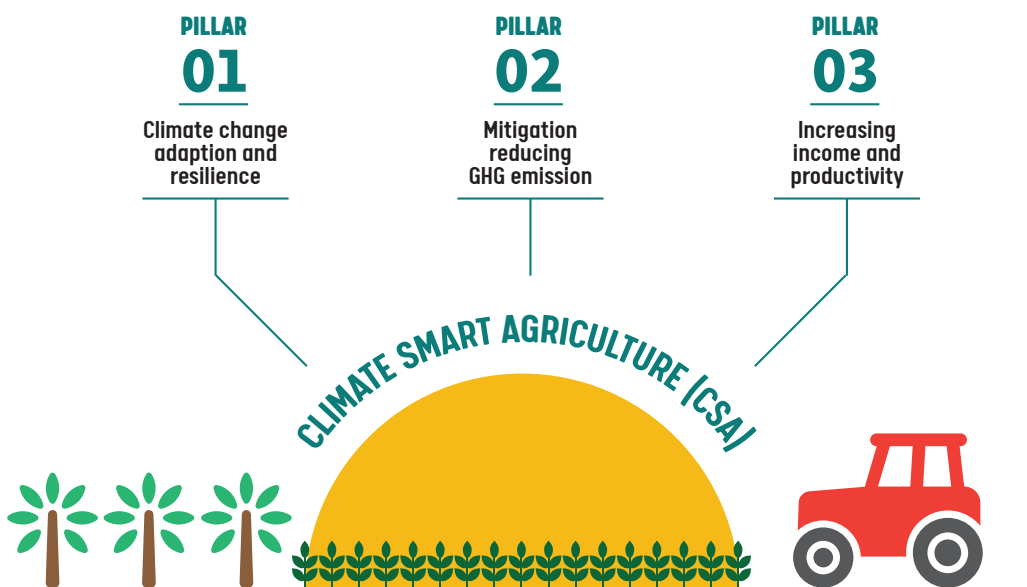 PILLAR
01
Climate change
adaption and
resilience
PILLAR
02
Mitigation
reducing
GHG emission
PILLAR
03
Increasing
income and
productivity
CLIMATE SMART AGRICULTURE (CSA)